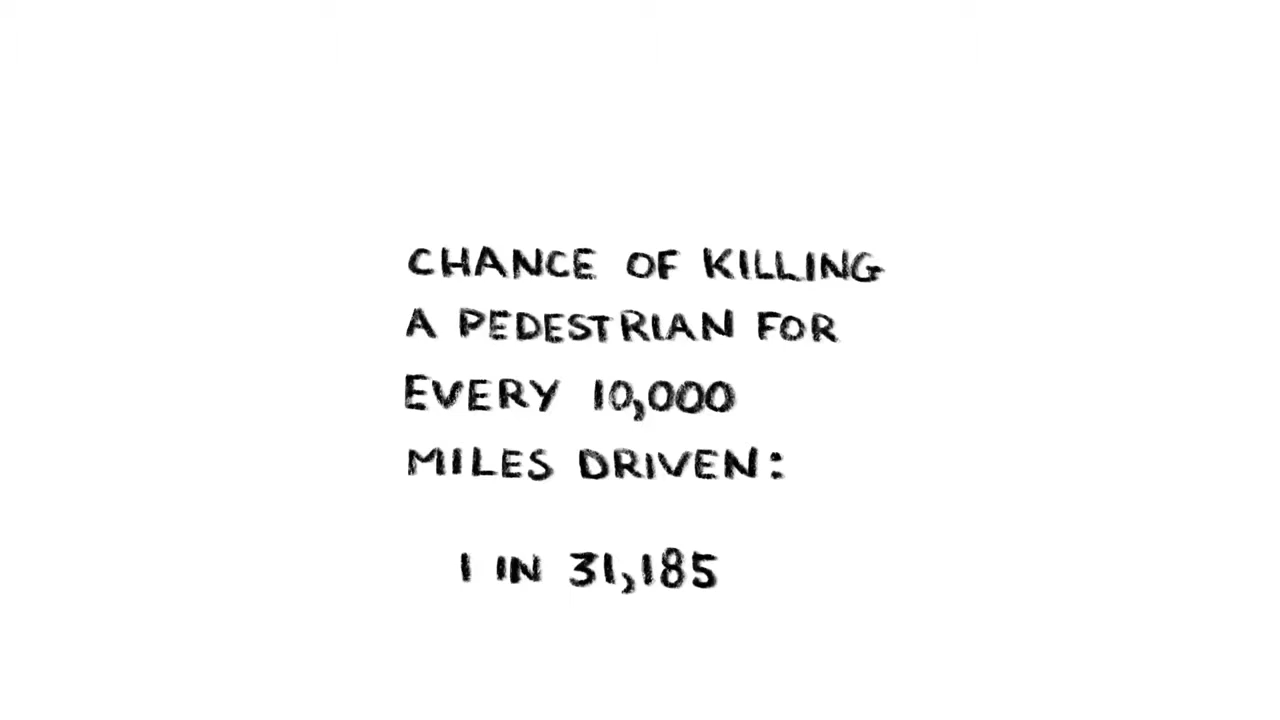 CHANCE OF KILLING
A PEDESTRIAN FOR
EVERY 10,000
MILES DRIVEN:
1 IN 31,185